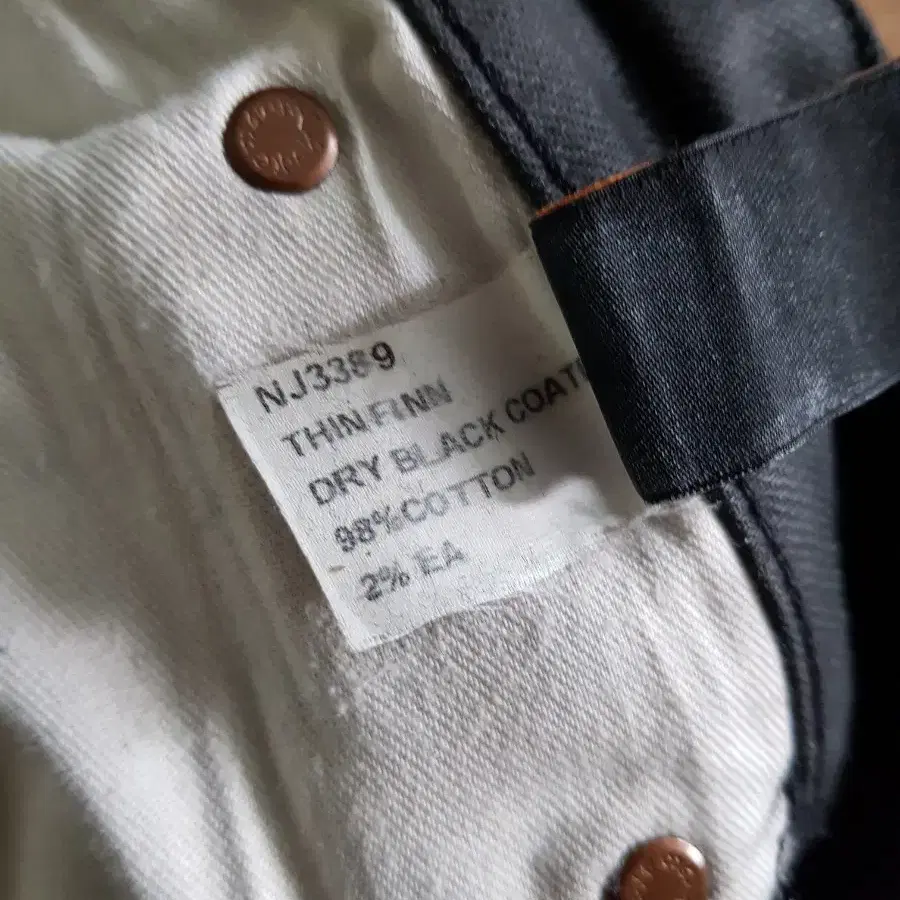 NJ3389
THIN FINN
DRY BLACK COAT
98% COTTON
2% EA